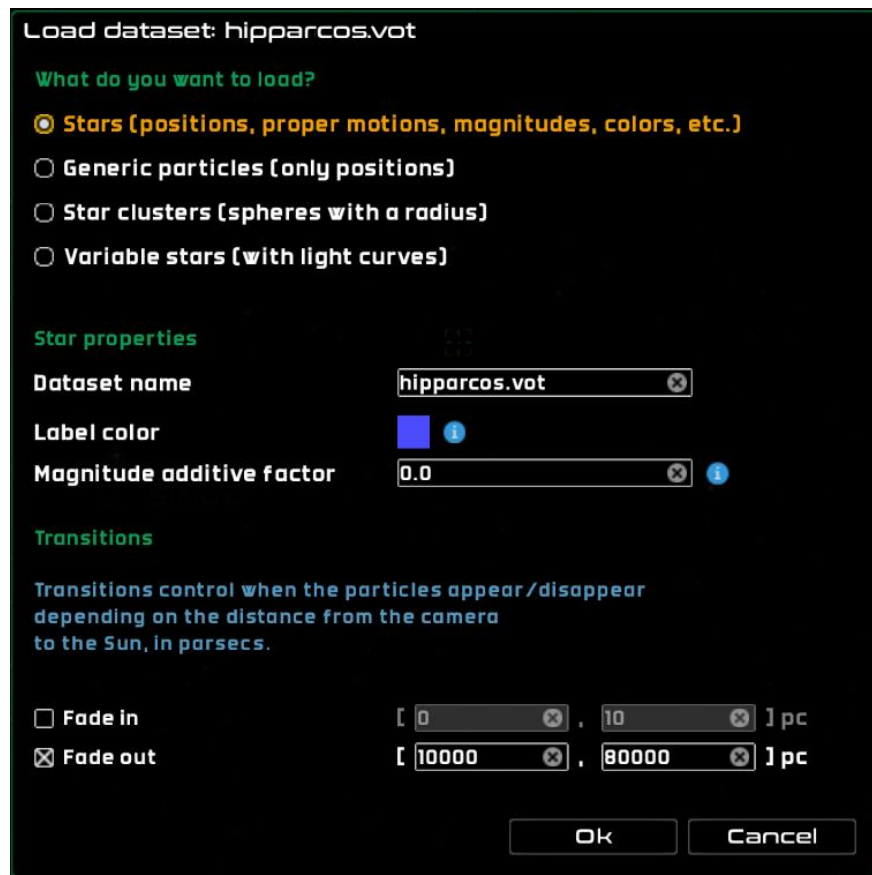 Load dataset: hipparcos.vot
What do you want to load?
Stars (positions, proper motions, magnitudes, colors, etc.)
Generic particles (only positions)
Star clusters (spheres with a radius)
Variable stars (with light curves)
Star properties
Dataset name hipparcos.vot
Label color
Magnitude additive factor 0.0
Transitions
Transitions control when the particles appear/disappear
depending on the distance from the camera
to the Sun, in parsecs.
Fade in [ 0 , 10 ] pc
Fade out [ 10000 , 80000 ] pc
Ok Cancel